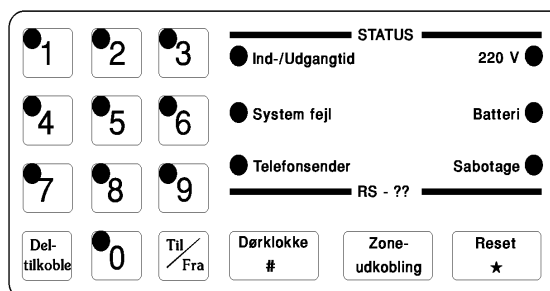 STATUS
1 2 3
Ind-/Udgangtid 220 V
4 5 6
System fejl Batteri
7 8 9
Telefonsender Sabotage
RS - ??
Del-
tilkoble
0
Til/Fra
Dørklokke
#
Zone-
udkobling
Reset
★